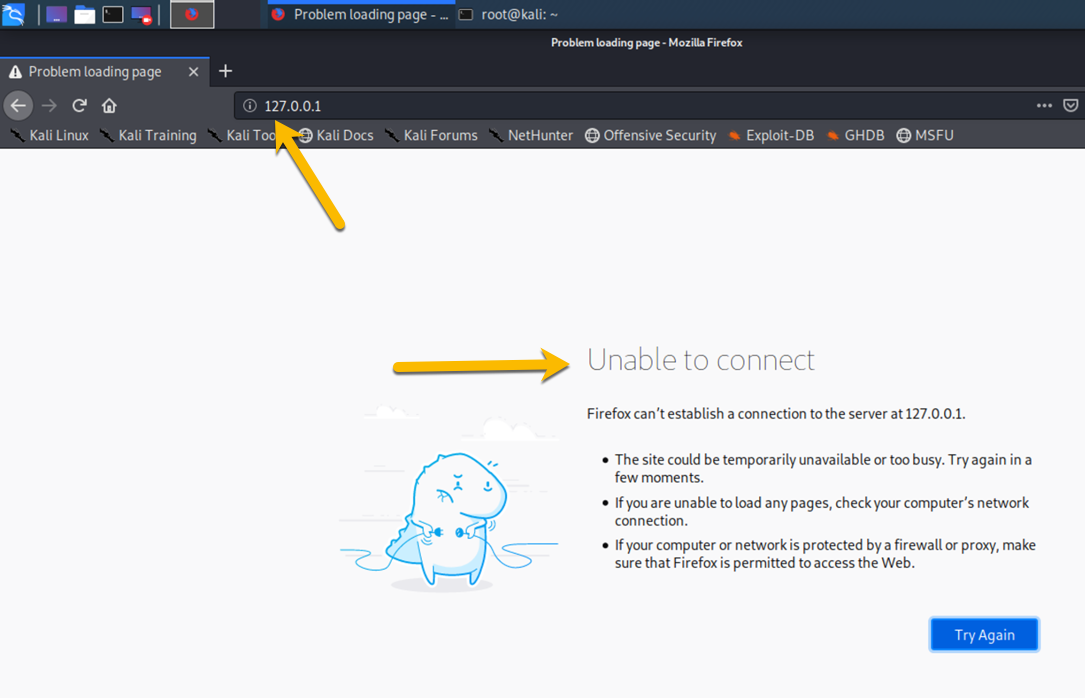 Problem loading page - ...
root@kali: ~
Problem loading page - Mozilla Firefox
Problem loading page
127.0.0.1
Kali Linux Kali Training Kali Too Kali Docs Kali Forums NetHunter Offensive Security Exploit-DB GHDB MSFU
Unable to connect
Firefox can’t establish a connection to the server at 127.0.0.1.
The site could be temporarily unavailable or too busy. Try again in a
few moments.
If you are unable to load any pages, check your computer’s network
connection.
If your computer or network is protected by a firewall or proxy, make
sure that Firefox is permitted to access the Web.
Try Again